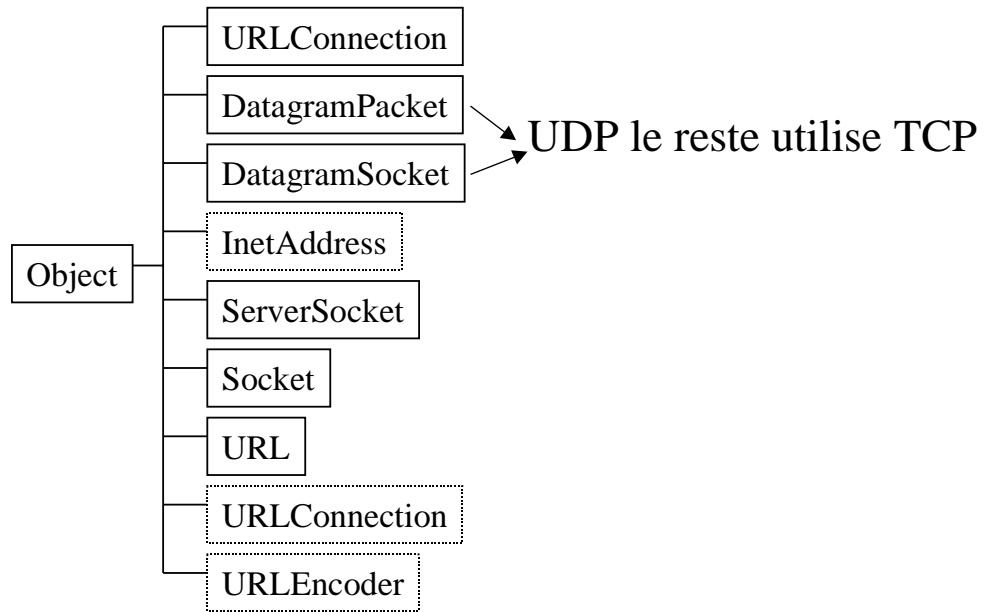 URLConnection
DatagramPacket
UDP le reste utilise TCP
DatagramSocket
InetAddress
Object
ServerSocket
Socket
URL
URLConnection
URLEncoder